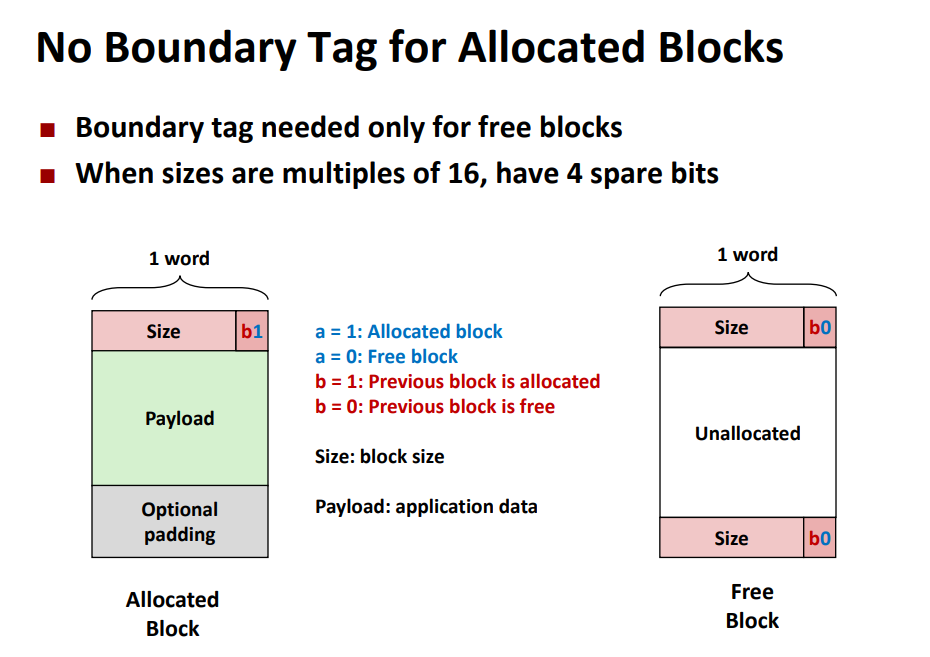 No Boundary Tag for Allocated Blocks
Boundary tag needed only for free blocks
When sizes are multiples of 16, have 4 spare bits
1 word
Size b1
Payload
Optional
padding
Allocated
Block
a = 1: Allocated block
a = 0: Free block
b = 1: Previous block is allocated
b = 0: Previous block is free
Size: block size
Payload: application data
1 word
Size b0
Unallocated
Size b0
Free
Block